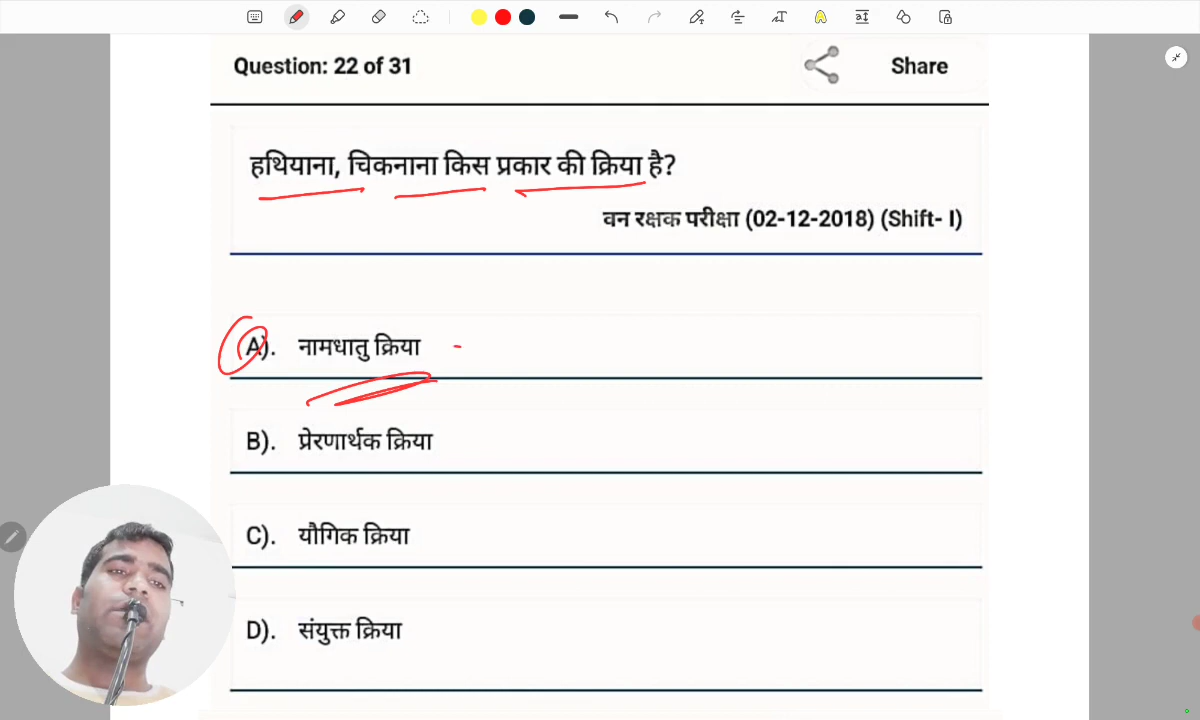 Question: 22 of 31
Share
हथियाना, चिकनाना किस प्रकार की क्रिया है?
वन रक्षक परीक्षा (02-12-2018) (Shift- I)
A). नामधातु क्रिया
B). प्रेरणार्थक क्रिया
C). यौगिक क्रिया
D). संयुक्त क्रिया